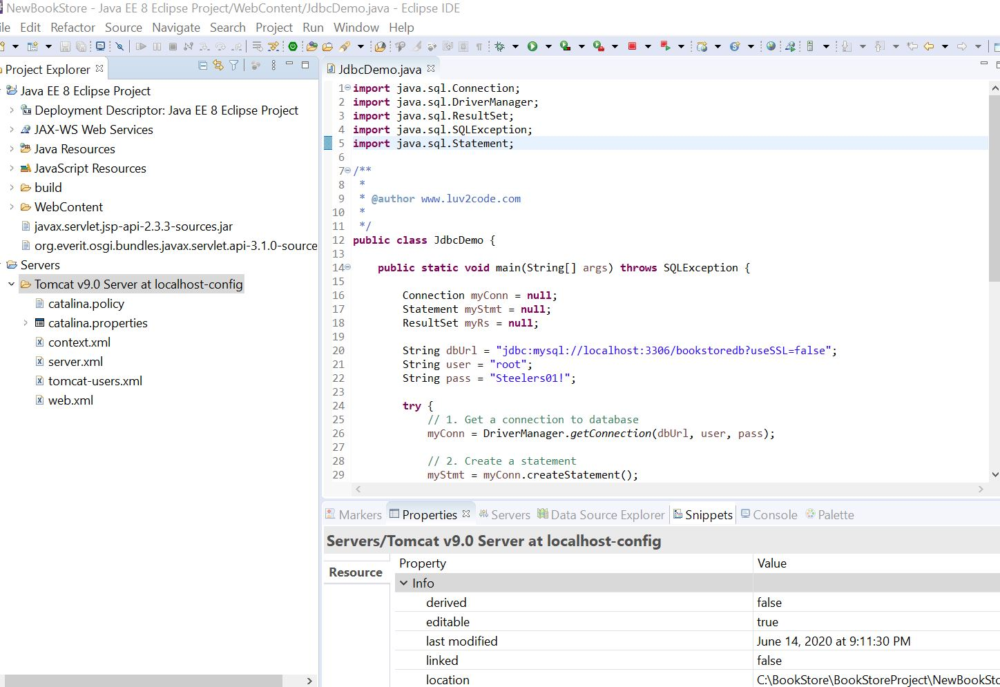 NewBookStore - Java EE 8 Eclipse Project/WebContent/JdbcDemo.java - Eclipse IDE
ile Edit Refactor Source Navigate Search Project Run Window Help
Project Explorer
Java EE 8 Eclipse Project
Deployment Descriptor: Java EE 8 Eclipse Project
JAX-WS Web Services
Java Resources
JavaScript Resources
build
WebContent
javax.servlet.jsp-api-2.3.3-sources.jar
org.everit.osgi.bundles.javax.servlet.api-3.1.0-source
Servers
Tomcat v9.0 Server at localhost-config
catalina.policy
catalina.properties
context.xml
server.xml
tomcat-users.xml
web.xml
JdbcDemo.java
1 import java.sql.Connection;
2 import java.sql.DriverManager;
3 import java.sql.ResultSet;
4 import java.sql.SQLException;
5 import java.sql.Statement;
6
7 /**
8 *
9 * @author www.luv2code.com
10 *
11 */
12 public class JdbcDemo {
13
14 public static void main(String[] args) throws SQLException {
15
16 Connection myConn = null;
17 Statement myStmt = null;
18 ResultSet myRs = null;
19
20 String dbUrl = "jdbc:mysql://localhost:3306/bookstoredb?useSSL=false";
21 String user = "root";
22 String pass = "Steelers01!";
23
24 try {
25 // 1. Get a connection to database
26 myConn = DriverManager.getConnection(dbUrl, user, pass);
27
28 // 2. Create a statement
29 myStmt = myConn.createStatement();
Markers Properties Servers Data Source Explorer Snippets Console Palette
Servers/Tomcat v9.0 Server at localhost-config
Resource
Property Value
Info
derived false
editable true
last modified June 14, 2020 at 9:11:30 PM
linked false
location C:\BookStore\BookStoreProject\NewBookSto